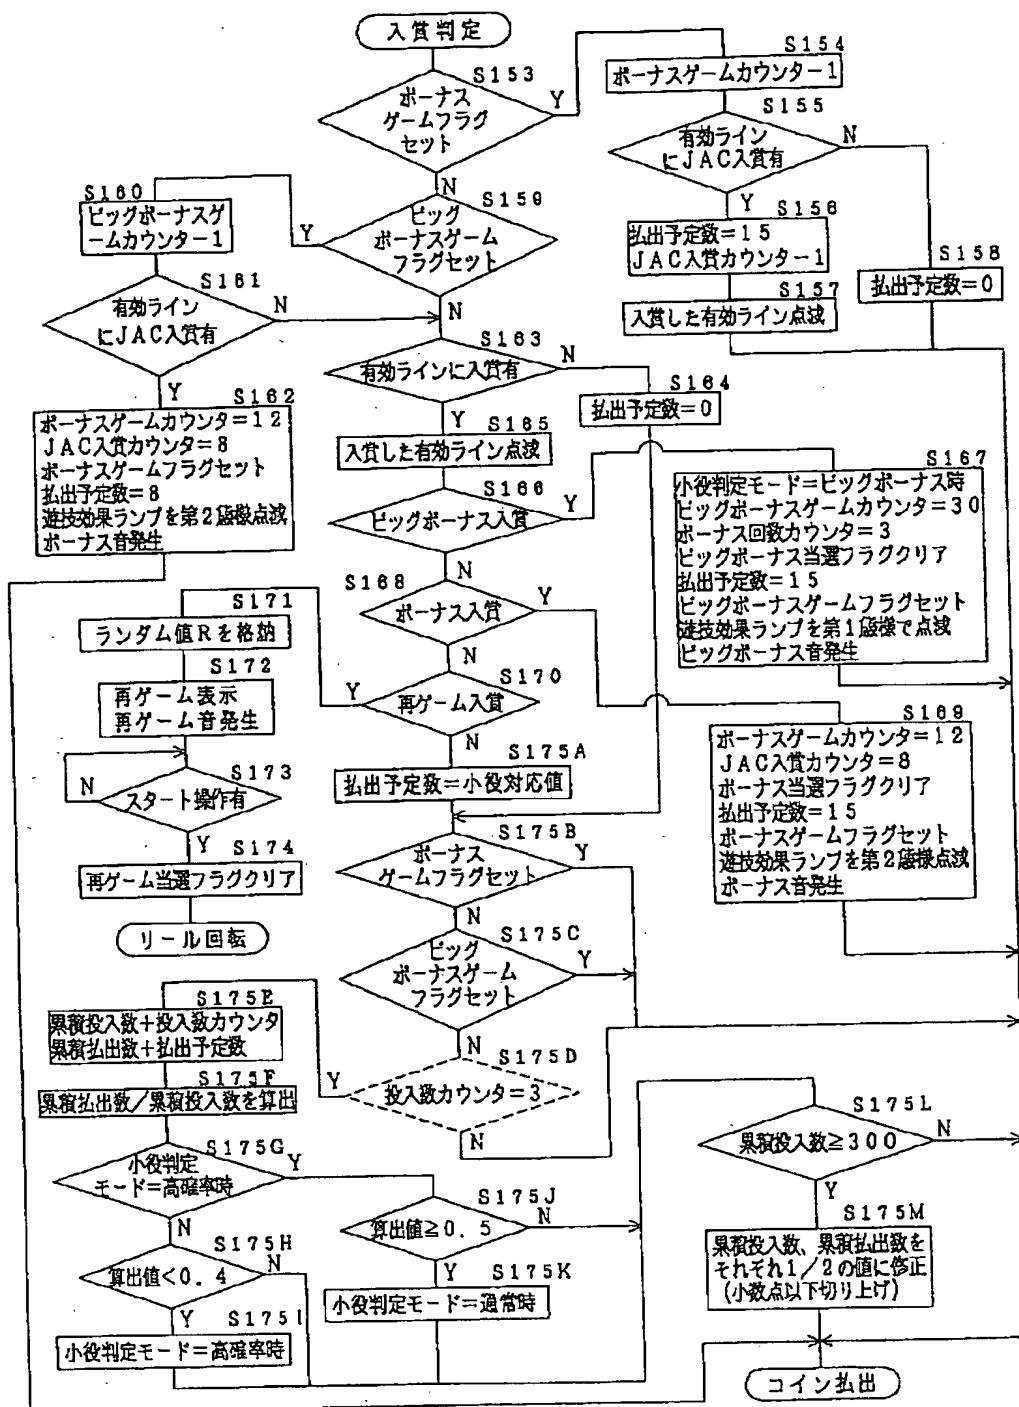 入賞判定
S153
ボーナス
ゲームフラグ
セット
Y
N
S154
ボーナスゲームカウンター1
S155
有効ライン
にJAC入賞有
N
Y
S156
払出予定数=15
JAC入賞カウンター1
S157
入賞した有効ライン点滅
S158
払出予定数=0
S159
ビッグ
ボーナスゲーム
フラグセット
Y
N
S160
ビッグボーナスゲ
ームカウンター1
S161
有効ライン
にJAC入賞有
N
Y
S162
ボーナスゲームカウンタ=12
JAC入賞カウンタ=8
ボーナスゲームフラグセット
払出予定数=8
遊技効果ランプを第2態様点滅
ボーナス音発生
S163
有効ラインに入賞有
N
Y
S164
払出予定数=0
S165
入賞した有効ライン点滅
S166
ビッグボーナス入賞
Y
N
S167
小役判定モード=ビッグボーナス時
ビッグボーナスゲームカウンタ=30
ボーナス回数カウンタ=3
ビッグボーナス当選フラグクリア
払出予定数=15
ビッグボーナスゲームフラグセット
遊技効果ランプを第1態様で点滅
ビッグボーナス音発生
S168
ボーナス入賞
Y
N
S169
ボーナスゲームカウンタ=12
JAC入賞カウンタ=8
ボーナス当選フラグクリア
払出予定数=15
ボーナスゲームフラグセット
遊技効果ランプを第2態様点滅
ボーナス音発生
S170
再ゲーム入賞
Y
N
S171
ランダム値Rを格納
S172
再ゲーム表示
再ゲーム音発生
S173
スタート操作有
N
Y
S174
再ゲーム当選フラグクリア
リール回転
S175A
払出予定数=小役対応値
S175B
ボーナス
ゲームフラグセット
Y
N
S175C
ビッグ
ボーナスゲーム
フラグセット
Y
N
S175D
投入数カウンタ=3
Y
N
S175E
累積投入数+投入数カウンタ
累積払出数+払出予定数
S175F
累積払出数/累積投入数を算出
S175G
小役判定
モード=高確率時
Y
N
S175H
算出値<0.4
N
Y
S175I
小役判定モード=高確率時
S175J
算出値≧0.5
N
Y
S175K
小役判定モード=通常時
S175L
累積投入数≧300
N
Y
S175M
累積投入数、累積払出数を
それぞれ1/2の値に修正
(小数点以下切り上げ)
コイン払出